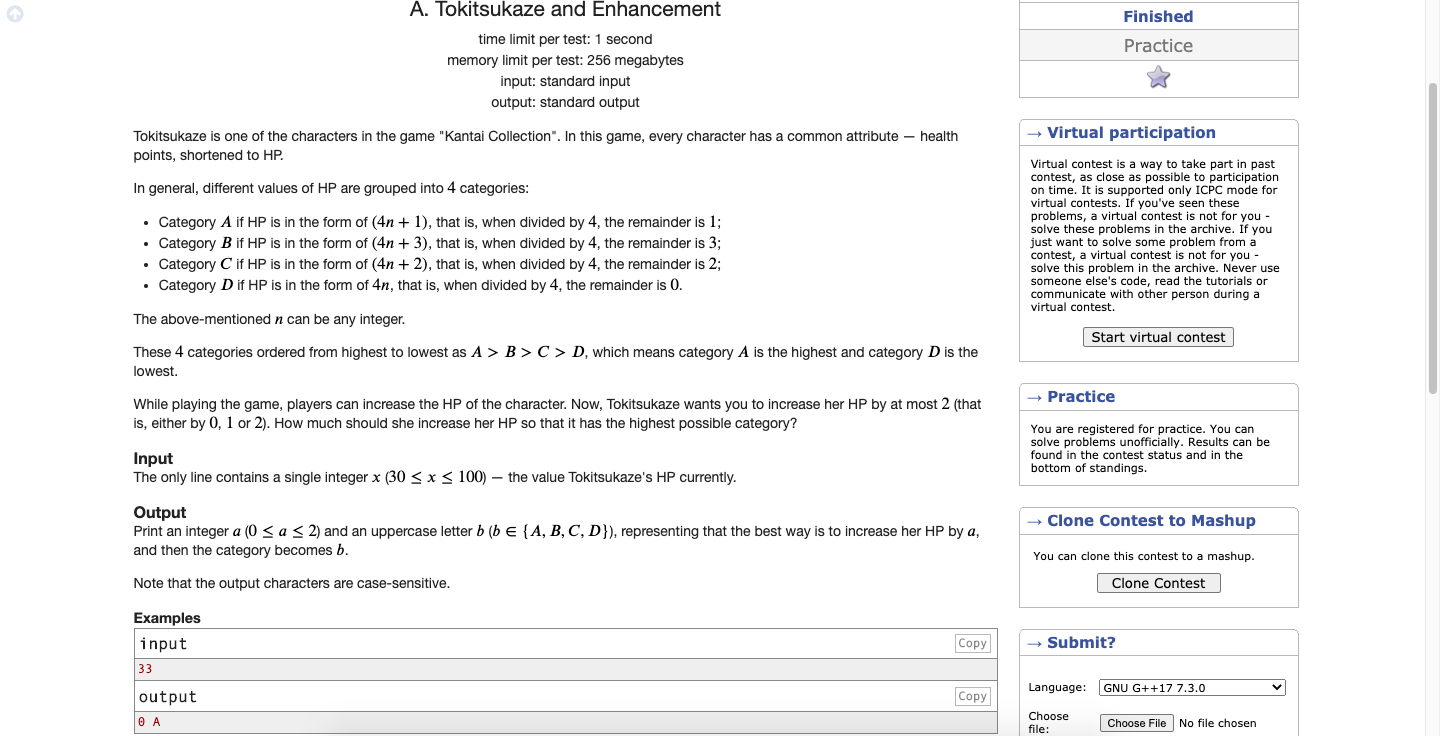 A. Tokitsukaze and Enhancement
time limit per test: 1 second
memory limit per test: 256 megabytes
input: standard input
output: standard output
Tokitsukaze is one of the characters in the game "Kantai Collection". In this game, every character has a common attribute — health
points, shortened to HP.
In general, different values of HP are grouped into 4 categories:
• Category A if HP is in the form of (4n + 1), that is, when divided by 4, the remainder is 1;
• Category B if HP is in the form of (4n + 3), that is, when divided by 4, the remainder is 3;
• Category C if HP is in the form of (4n + 2), that is, when divided by 4, the remainder is 2;
• Category D if HP is in the form of 4n, that is, when divided by 4, the remainder is 0.
The above-mentioned n can be any integer.
These 4 categories ordered from highest to lowest as A > B > C > D, which means category A is the highest and category D is the
lowest.
While playing the game, players can increase the HP of the character. Now, Tokitsukaze wants you to increase her HP by at most 2 (that
is, either by 0, 1 or 2). How much should she increase her HP so that it has the highest possible category?
Input
The only line contains a single integer x (30 ≤ x ≤ 100) — the value Tokitsukaze's HP currently.
Output
Print an integer a (0 ≤ a ≤ 2) and an uppercase letter b (b ∈ {A, B, C, D}), representing that the best way is to increase her HP by a,
and then the category becomes b.
Note that the output characters are case-sensitive.
Examples
input Copy
33
output Copy
0 A
Finished
Practice
→ Virtual participation
Virtual contest is a way to take part in past
contest, as close as possible to participation
on time. It is supported only ICPC mode for
virtual contests. If you've seen these
problems, a virtual contest is not for you -
solve these problems in the archive. If you
just want to solve some problem from a
contest, a virtual contest is not for you -
solve this problem in the archive. Never use
someone else's code, read the tutorials or
communicate with other person during a
virtual contest.
Start virtual contest
→ Practice
You are registered for practice. You can
solve problems unofficially. Results can be
found in the contest status and in the
bottom of standings.
→ Clone Contest to Mashup
You can clone this contest to a mashup.
Clone Contest
→ Submit?
Language: GNU G++17 7.3.0
Choose
file: Choose File No file chosen